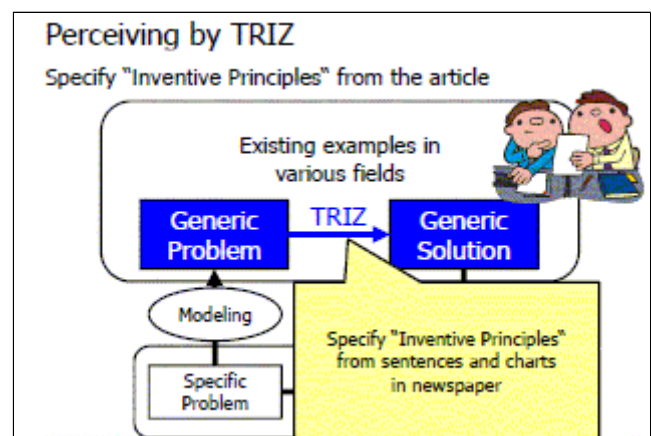 Perceiving by TRIZ
Specify “Inventive Principles“ from the article
Existing examples in
various fields
Generic
Problem
TRIZ
Generic
Solution
Modeling
Specify “Inventive Principles“
from sentences and charts
in newspaper
Specific
Problem